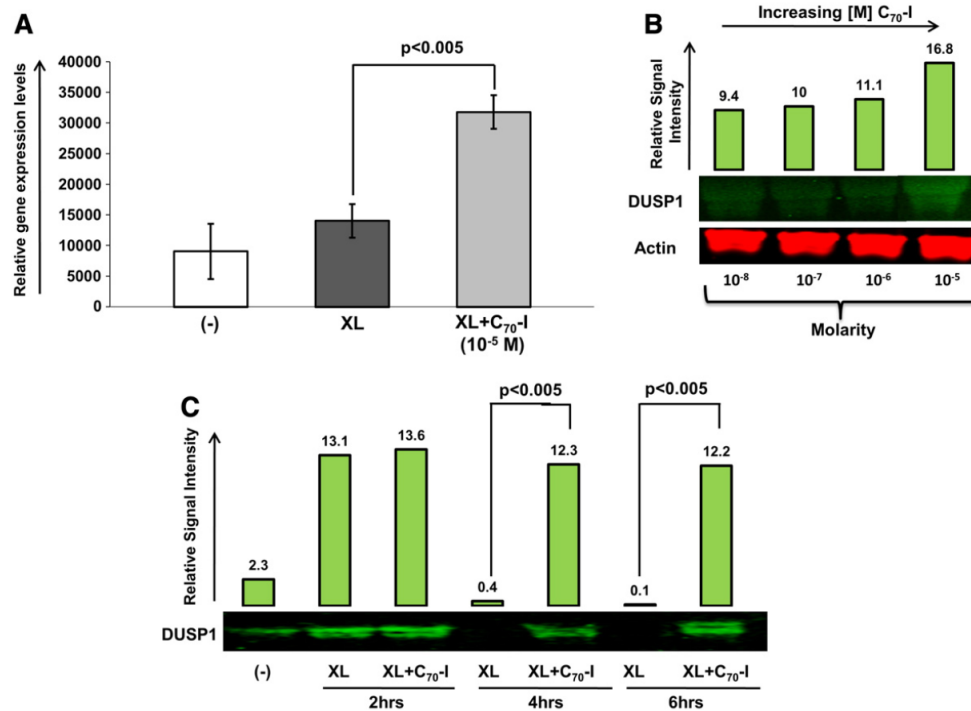 A
Relative gene expression levels
40000
35000
30000
25000
20000
15000
10000
5000
0
p<0.005
(-)
XL
XL+C₇₀-I
(10⁻⁵ M)
B
Increasing [M] C₇₀-I
Relative Signal
Intensity
9.4 10 11.1 16.8
DUSP1
Actin
10⁻⁸ 10⁻⁷ 10⁻⁶ 10⁻⁵
Molarity
C
Relative Signal Intensity
p<0.005 p<0.005
2.3 13.1 13.6 0.4 12.3 0.1 12.2
DUSP1
(-) XL XL+C₇₀-I XL XL+C₇₀-I XL XL+C₇₀-I
2hrs 4hrs 6hrs